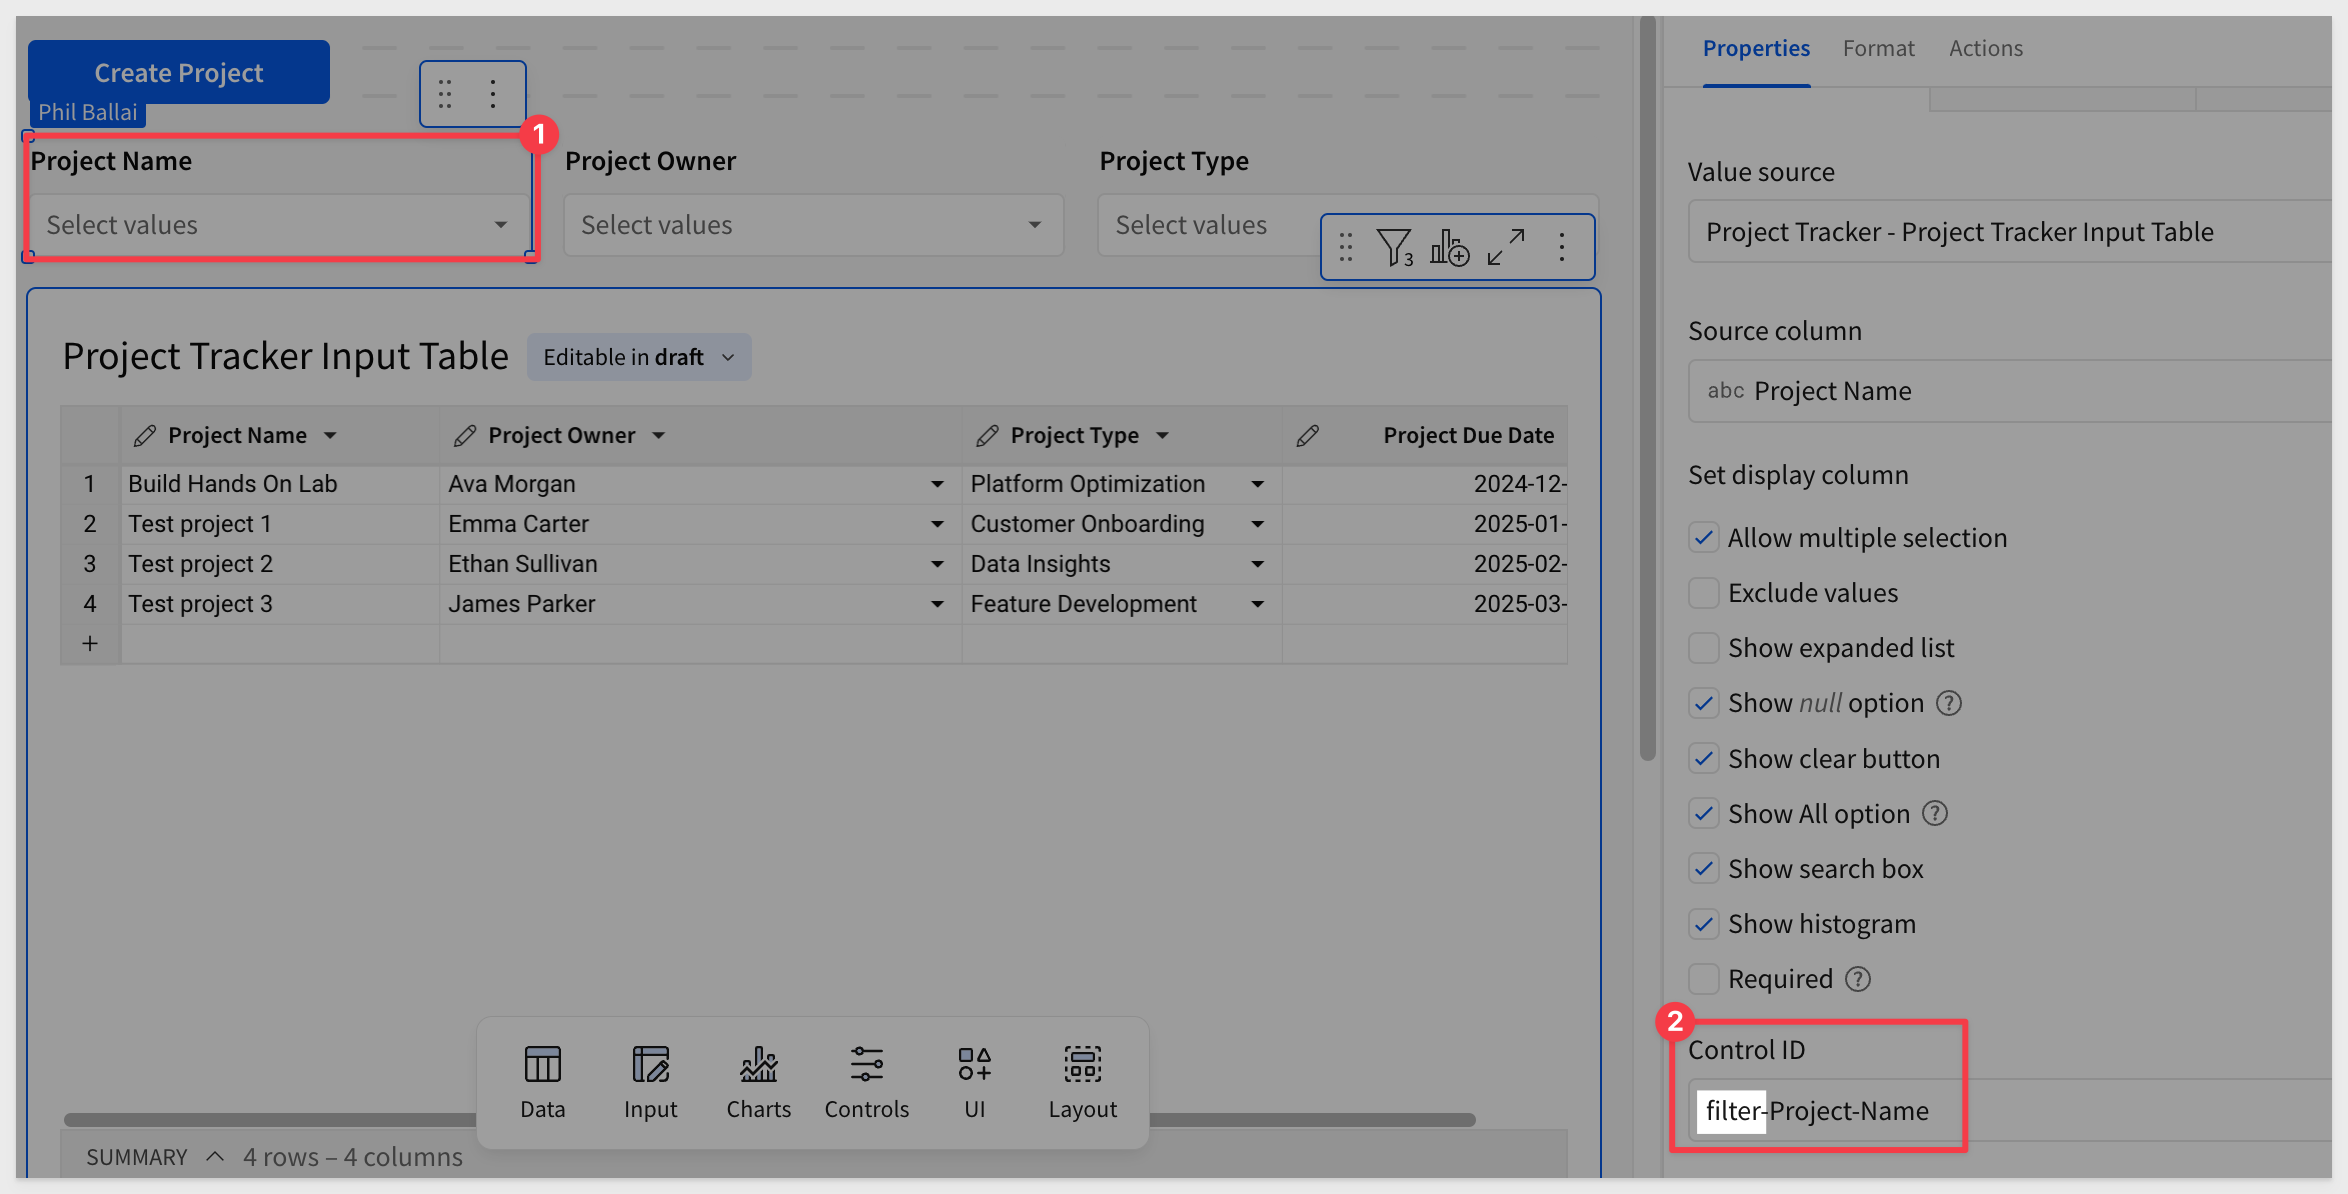 Create Project
Phil Ballai
1
Project Name
Select values
Project Owner
Select values
Project Type
Select values
3
Project Tracker Input Table
Editable in draft
Project Name Project Owner Project Type Project Due Date
1 Build Hands On Lab Ava Morgan Platform Optimization 2024-12-
2 Test project 1 Emma Carter Customer Onboarding 2025-01-
3 Test project 2 Ethan Sullivan Data Insights 2025-02-
4 Test project 3 James Parker Feature Development 2025-03-
+
Data Input Charts Controls UI Layout
SUMMARY 4 rows – 4 columns
Properties Format Actions
Value source
Project Tracker - Project Tracker Input Table
Source column
abc Project Name
Set display column
Allow multiple selection
Exclude values
Show expanded list
Show null option ?
Show clear button
Show All option ?
Show search box
Show histogram
Required ?
2
Control ID
filter-Project-Name